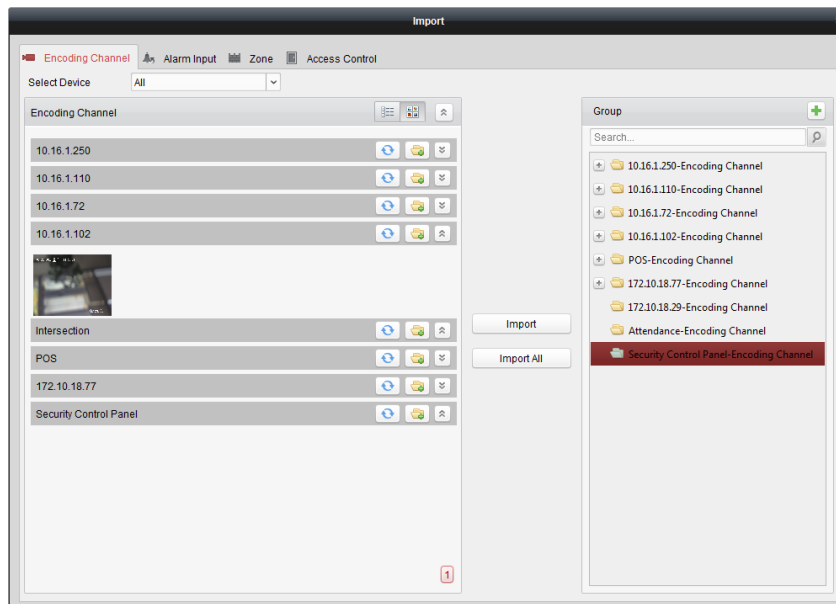 Import
Encoding Channel Alarm Input Zone Access Control
Select Device All
Encoding Channel
10.16.1.250
10.16.1.110
10.16.1.72
10.16.1.102
Intersection
POS
172.10.18.77
Security Control Panel
1
Import
Import All
Group
Search...
10.16.1.250-Encoding Channel
10.16.1.110-Encoding Channel
10.16.1.72-Encoding Channel
10.16.1.102-Encoding Channel
POS-Encoding Channel
172.10.18.77-Encoding Channel
172.10.18.29-Encoding Channel
Attendance-Encoding Channel
Security Control Panel-Encoding Channel